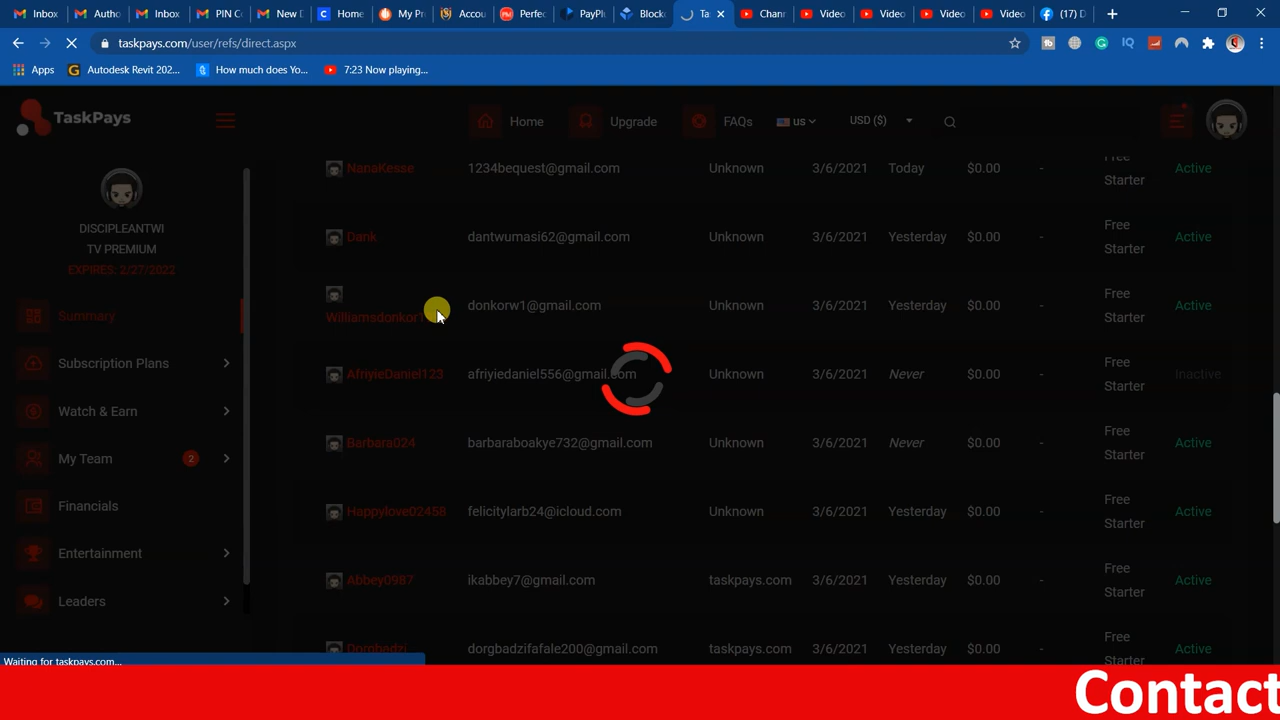 Inbox
Autho
Inbox
PIN C
New D
Home
My Pr
Accou
Perfec
PayPl
Block
Ta
Chann
Video
Video
Video
Video
(17) D
taskpays.com/user/refs/direct.aspx
Apps
Autodesk Revit 202...
How much does Yo...
7:23 Now playing...
TaskPays
Home
Upgrade
FAQs
us
USD ($)
DISCIPLEANTWI
TV PREMIUM
EXPIRES: 2/27/2022
Summary
Subscription Plans
Watch & Earn
My Team 2
Financials
Entertainment
Leaders
NanaKesse 1234bequest@gmail.com Unknown 3/6/2021 Today $0.00 - Free Starter Active
Dank dantwumasi62@gmail.com Unknown 3/6/2021 Yesterday $0.00 - Free Starter Active
donkorw1@gmail.com Unknown 3/6/2021 Yesterday $0.00 - Free Starter Active
AfriyieDaniel123 afriyiedaniel556@gmail.com Unknown 3/6/2021 Never $0.00 - Free Starter Inactive
Barbara024 barbaraboakye732@gmail.com Unknown 3/6/2021 Never $0.00 - Free Starter Active
Happylove02458 felicitylarb24@icloud.com Unknown 3/6/2021 Yesterday $0.00 - Free Starter Active
Abbey0987 ikabbey7@gmail.com taskpays.com 3/6/2021 Yesterday $0.00 - Free Starter Active
Dorgbadzi dorgbadzifafale200@gmail.com taskpays.com 3/6/2021 Yesterday $0.00 - Free Starter Active
Waiting for taskpays.com...
Contact